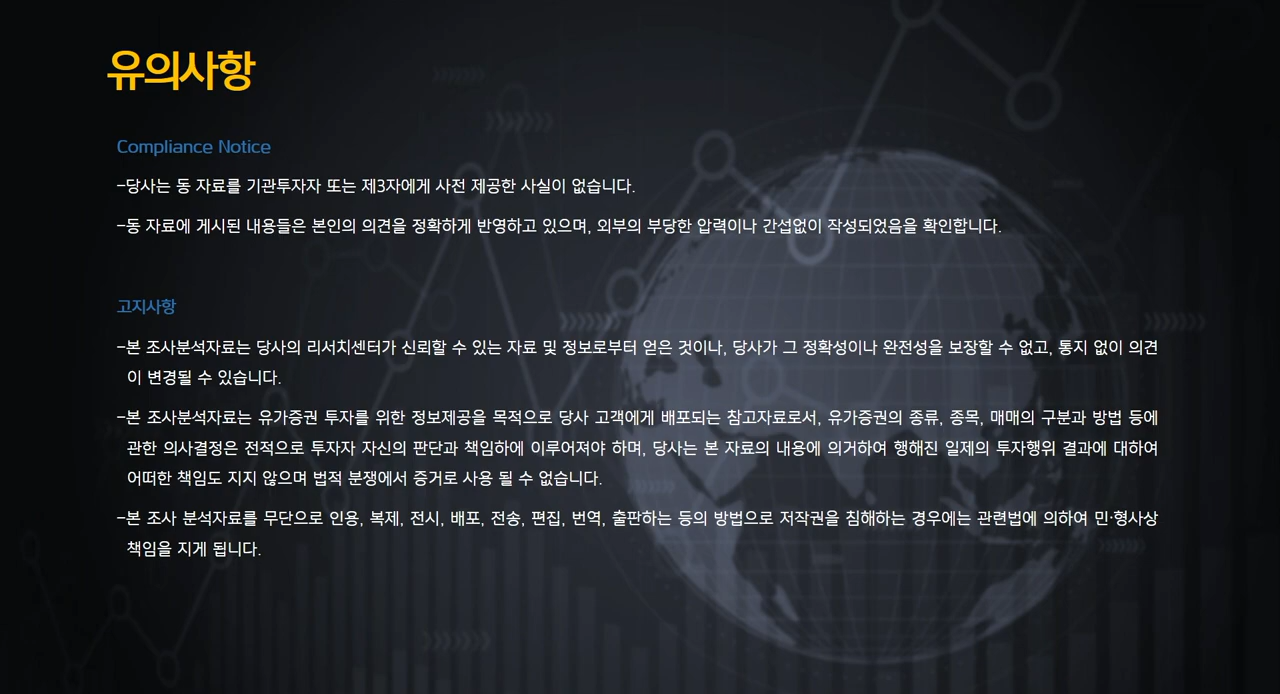 유의사항
Compliance Notice
-당사는 동 자료를 기관투자자 또는 제3자에게 사전 제공한 사실이 없습니다.
-동 자료에 게시된 내용들은 본인의 의견을 정확하게 반영하고 있으며, 외부의 부당한 압력이나 간섭없이 작성되었음을 확인합니다.
고지사항
-본 조사분석자료는 당사의 리서치센터가 신뢰할 수 있는 자료 및 정보로부터 얻은 것이나, 당사가 그 정확성이나 완전성을 보장할 수 없고, 통지 없이 의견
이 변경될 수 있습니다.
-본 조사분석자료는 유가증권 투자를 위한 정보제공을 목적으로 당사 고객에게 배포되는 참고자료로서, 유가증권의 종류, 종목, 매매의 구분과 방법 등에
관한 의사결정은 전적으로 투자자 자신의 판단과 책임하에 이루어져야 하며, 당사는 본 자료의 내용에 의거하여 행해진 일제의 투자행위 결과에 대하여
어떠한 책임도 지지 않으며 법적 분쟁에서 증거로 사용 될 수 없습니다.
-본 조사 분석자료를 무단으로 인용, 복제, 전시, 배포, 전송, 편집, 번역, 출판하는 등의 방법으로 저작권을 침해하는 경우에는 관련법에 의하여 민·형사상
책임을 지게 됩니다.